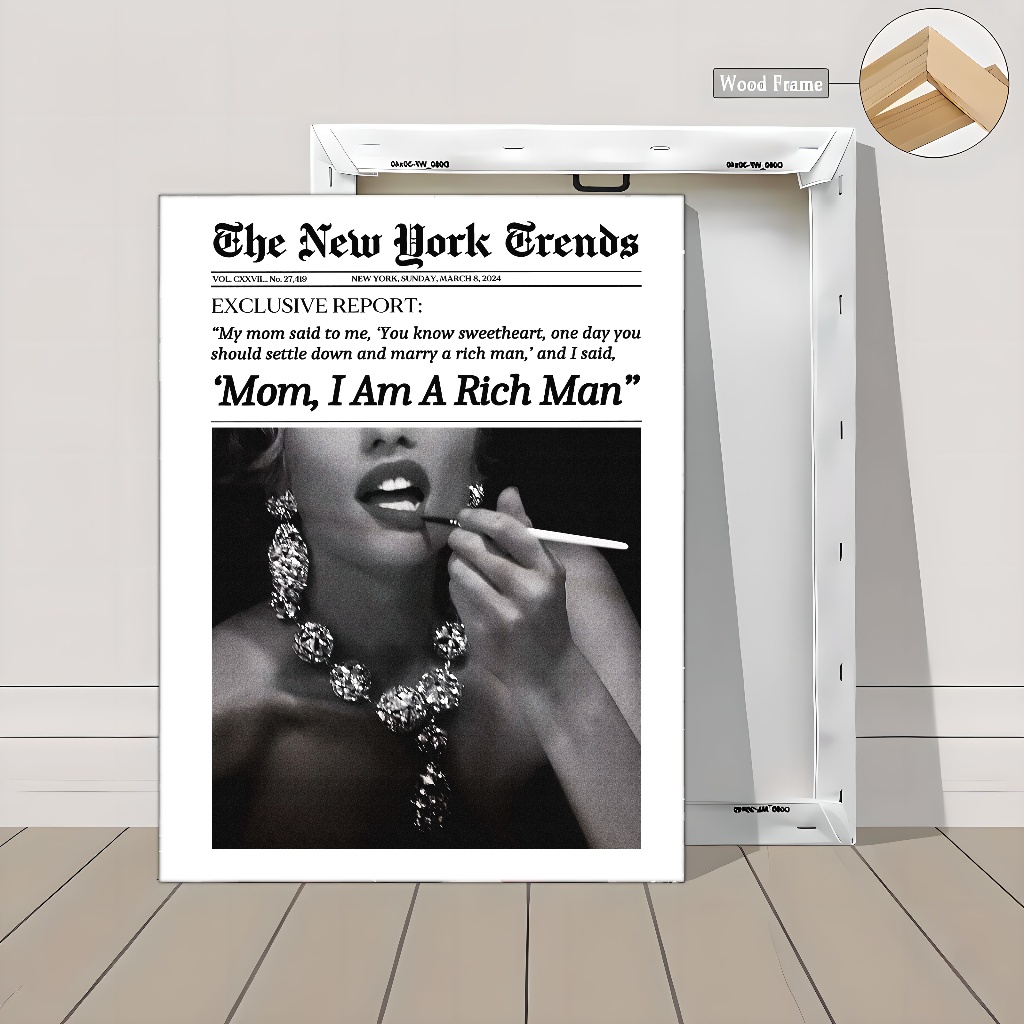 Wood Frame
The New York Trends
VOL. CXXVII... No. 27,419 NEW YORK, SUNDAY, MARCH 8, 2024
EXCLUSIVE REPORT:
“My mom said to me, ‘You know sweetheart, one day you
should settle down and marry a rich man,’ and I said,
‘Mom, I Am A Rich Man”